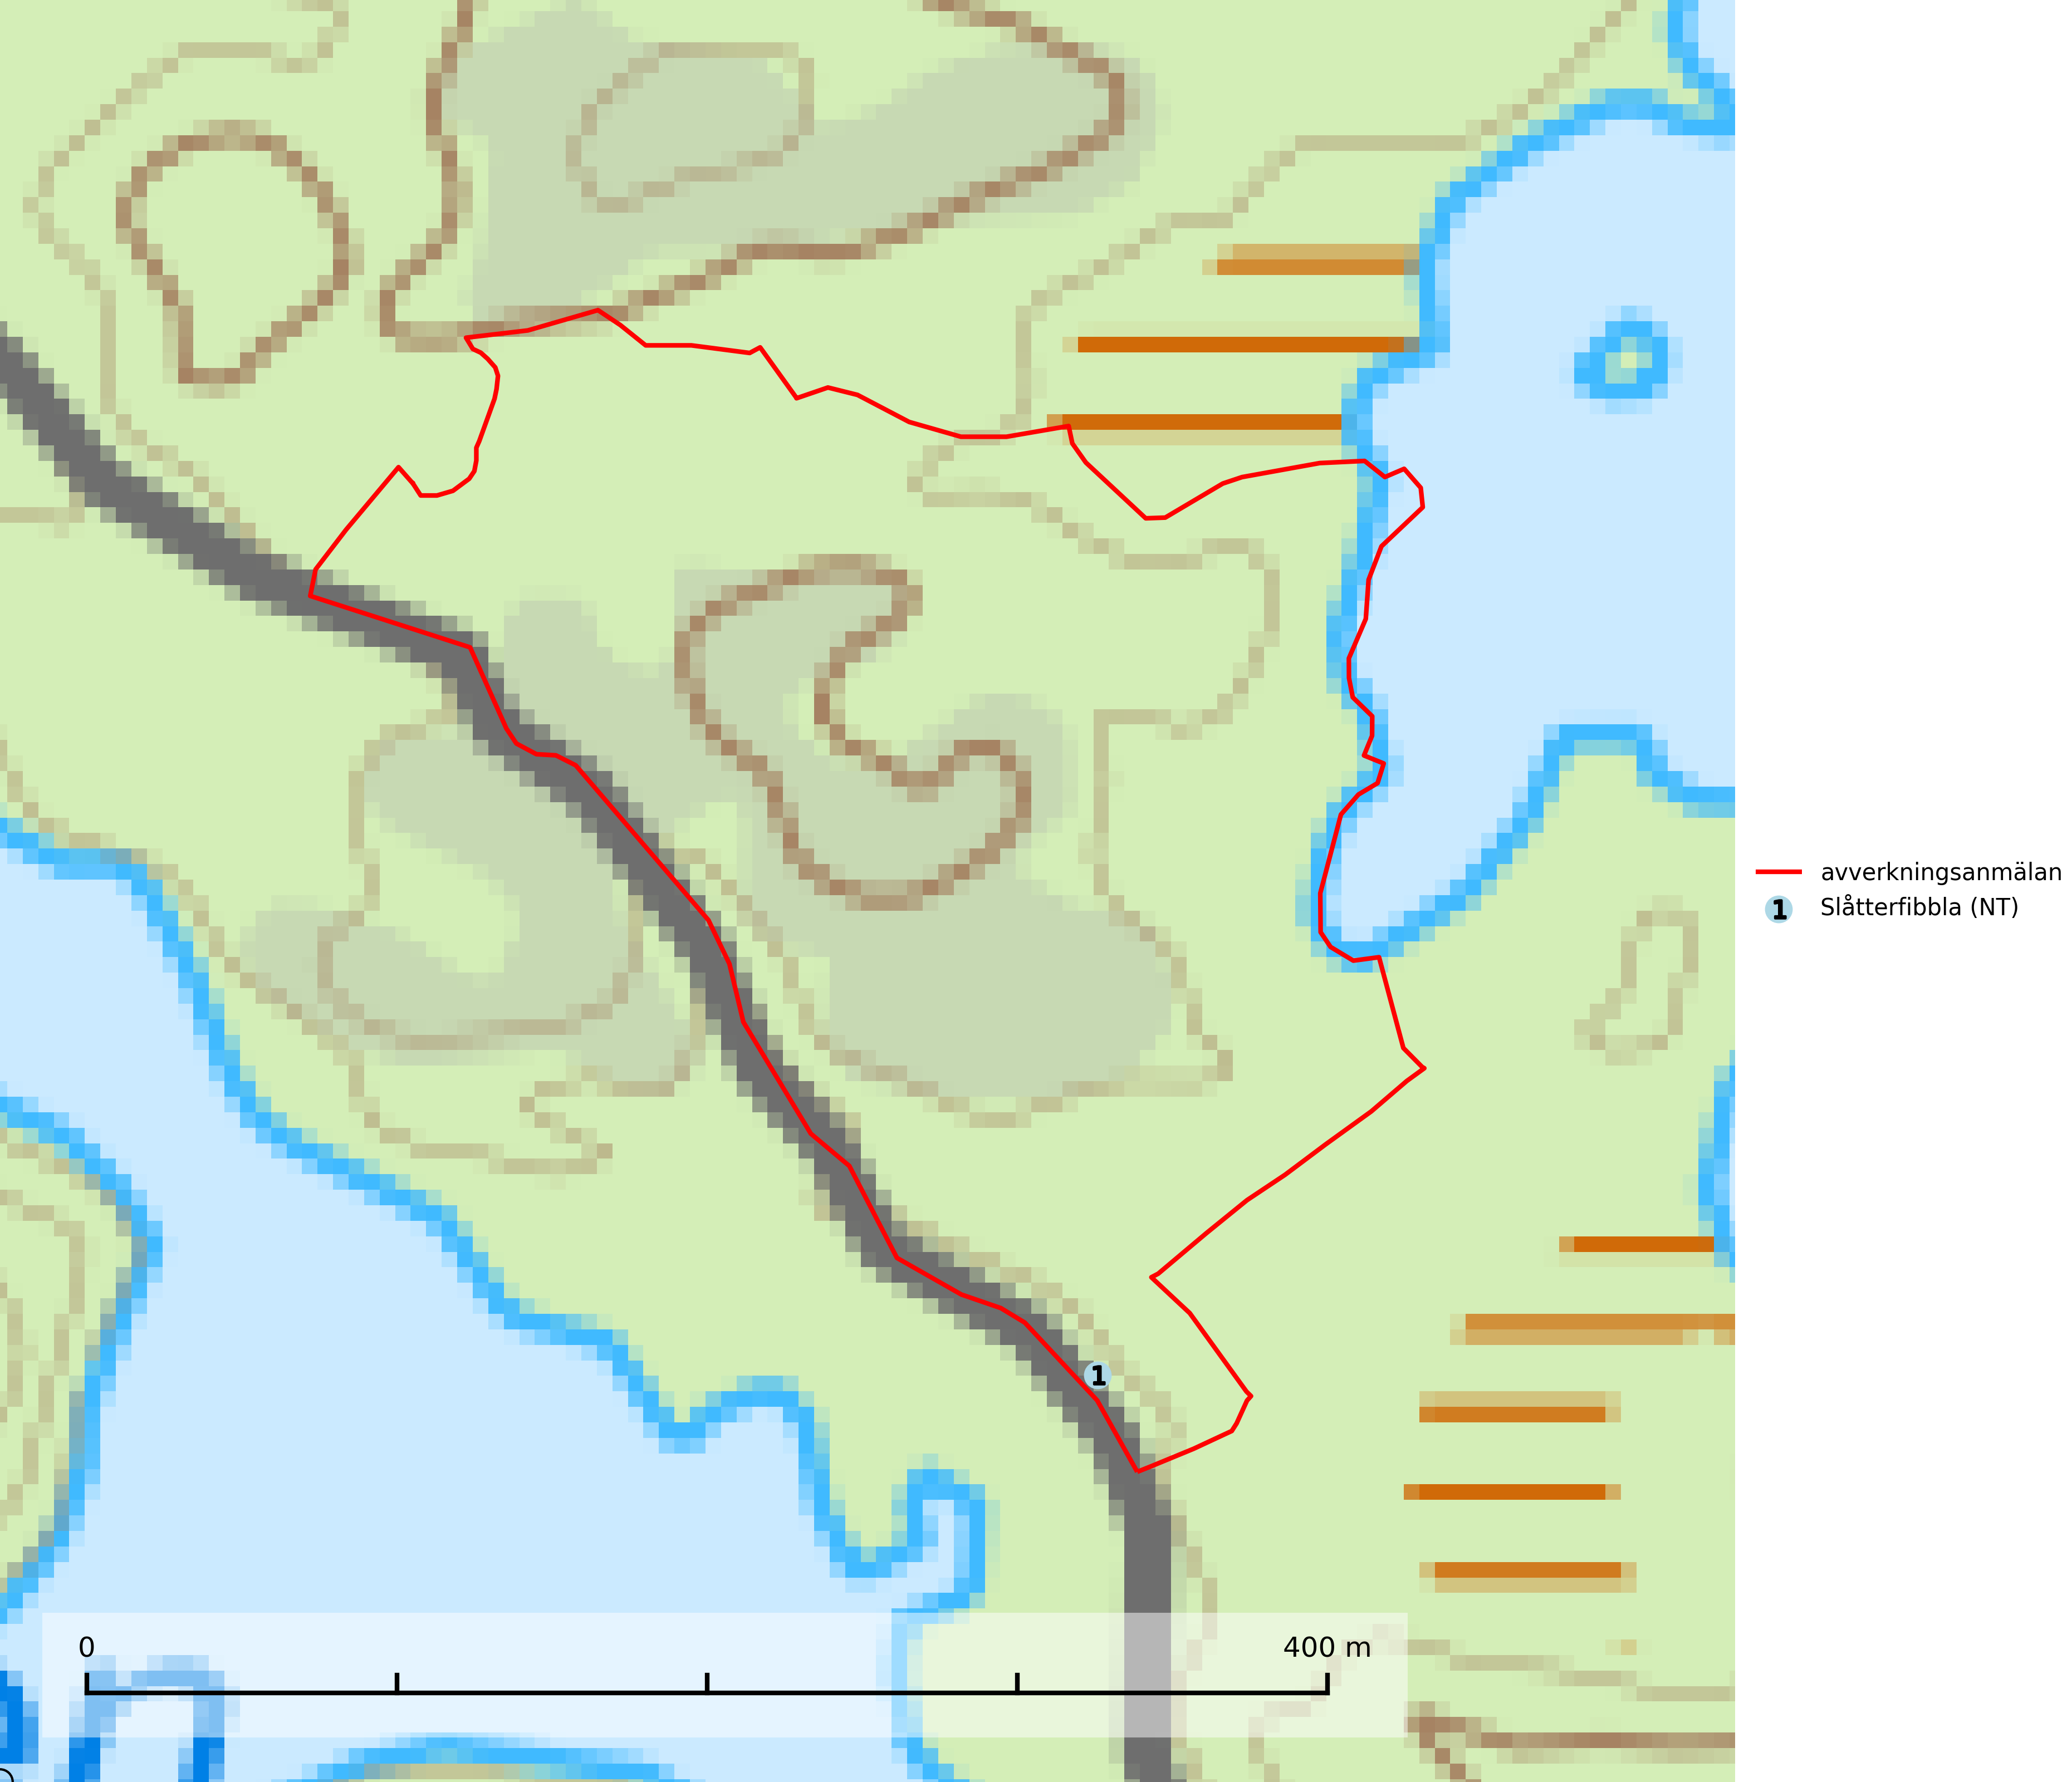 avverkningsanmälan
1 Slåtterfibbla (NT)
1
0 400 m